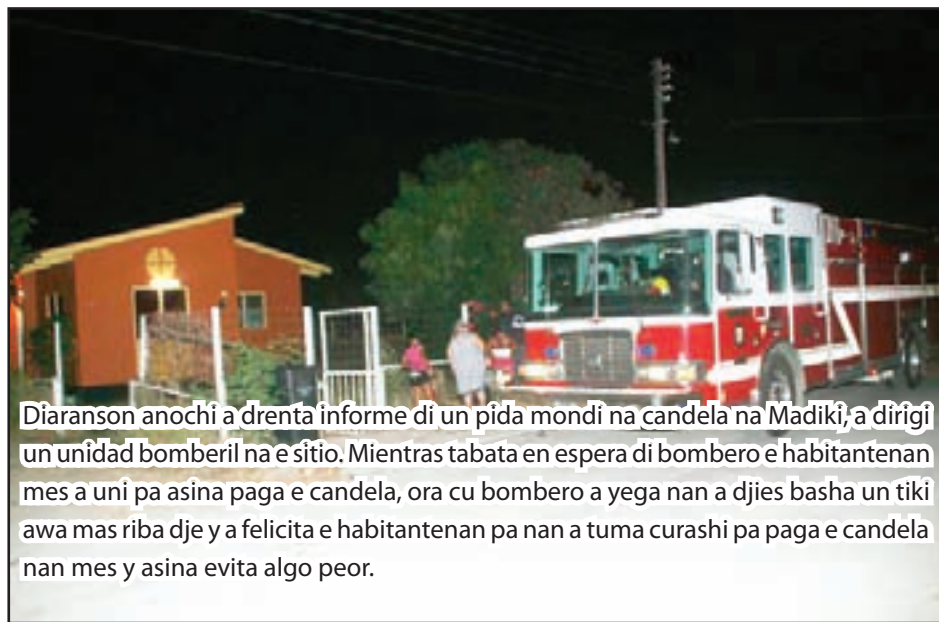 Diaranson anochi a drenta informe di un pida mondi na candela na Madiki, a dirigi
un unidad bomberil na e sitio. Mientras tabata en espera di bombero e habitantenan
mes a uni pa asina paga e candela, ora cu bombero a yega nan a djies basha un tiki
awa mas riba dje y a felicita e habitantenan pa nan a tuma curashi pa paga e candela
nan mes y asina evita algo peor.